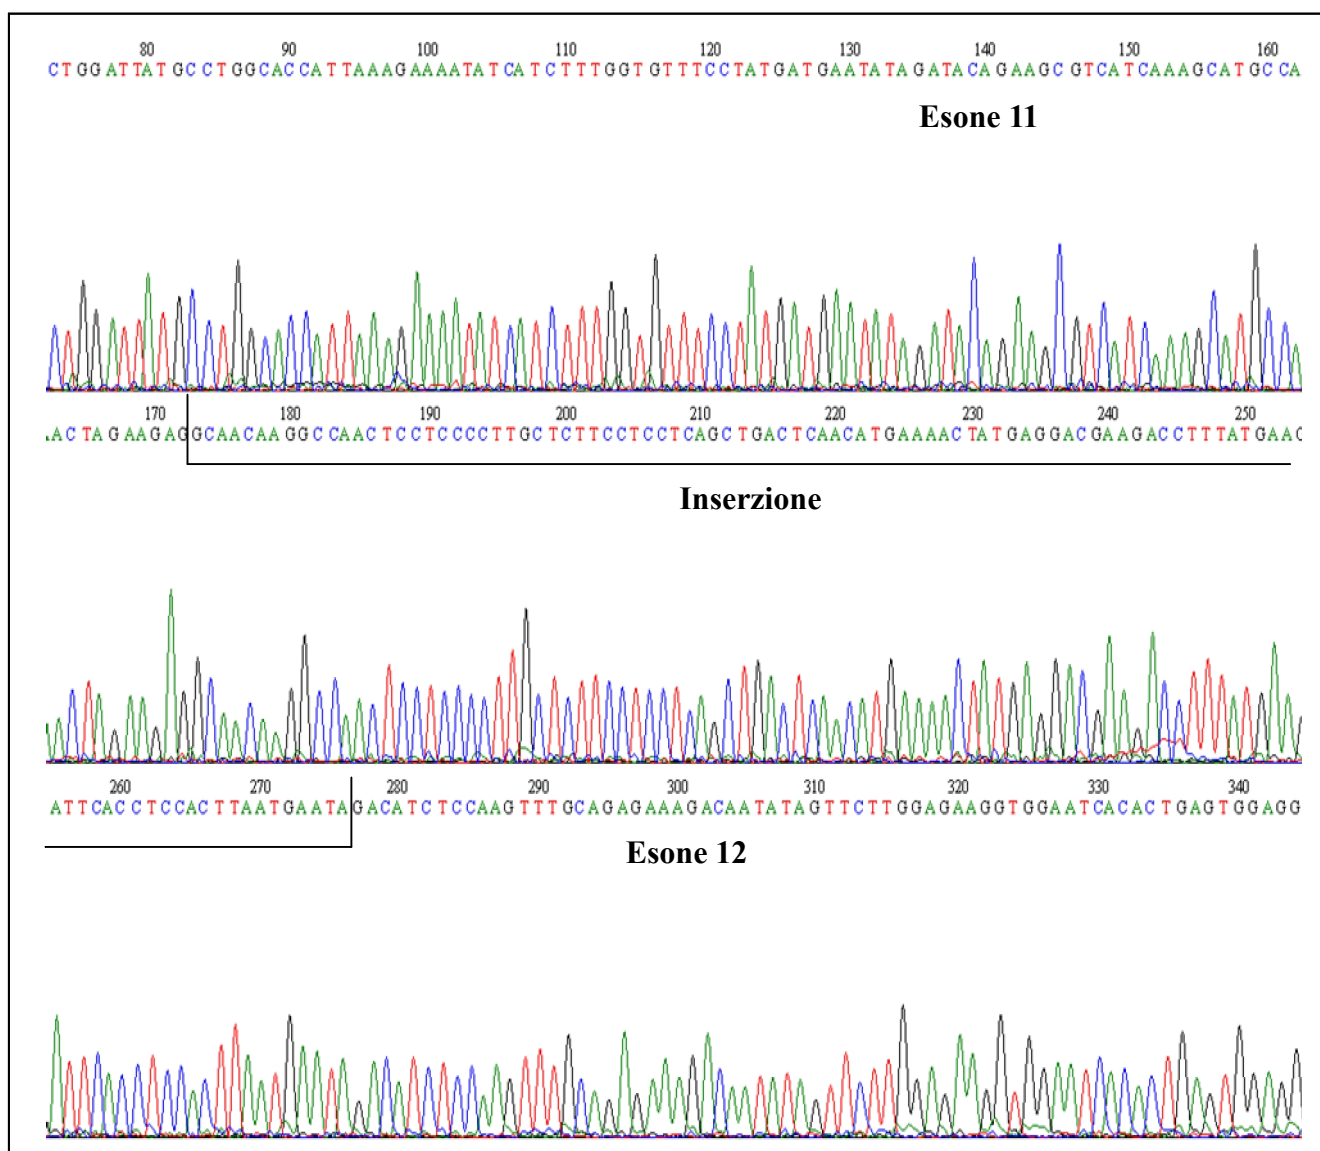 80 90 100 110 120 130 140 150 160
CTGGATTATGCCTGGCACCATTAAAGAAAATATCATCTTTGGTGTTTCCTATGATGAATATAGATACAGAAGCGTCATCAAAGCATGCCA
Esone 11
170 180 190 200 210 220 230 240 250
ACTAGAAGAGGCAACAAGGCCAACTCCTCCCCTTGCTCTTCCTCCTCAGCTGACTCAACATGAAAACTATGAGGACGAAGACCTTTATGAAG
Inserzione
260 270 280 290 300 310 320 330 340
ATTCACCTCCACTTAATGAATAGACATCTCCAAGTTTGCAGAGAAAGACAATATAGTTCTTGGAGAAGGTGGAATCACACTGAGTGGAGG
Esone 12